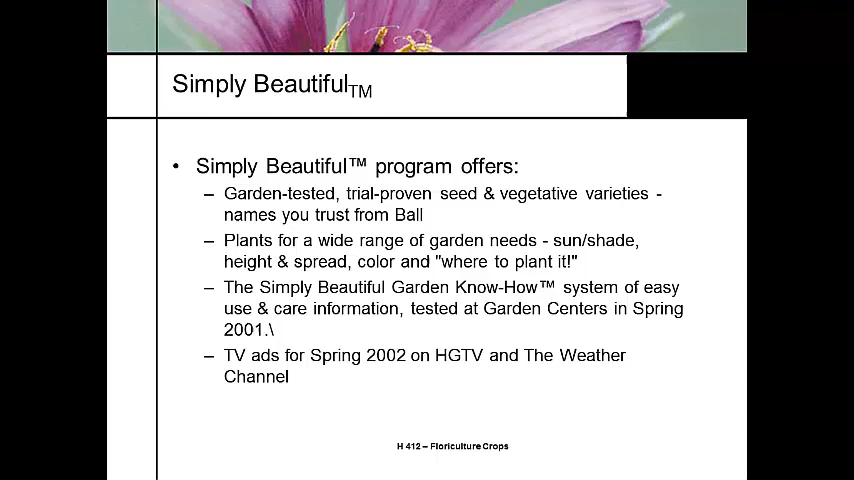 Simply Beautiful™
• Simply Beautiful™ program offers:
– Garden-tested, trial-proven seed & vegetative varieties -
names you trust from Ball
– Plants for a wide range of garden needs - sun/shade,
height & spread, color and "where to plant it!"
– The Simply Beautiful Garden Know-How™ system of easy
use & care information, tested at Garden Centers in Spring
2001.\
– TV ads for Spring 2002 on HGTV and The Weather
Channel
H 412 – Floriculture Crops